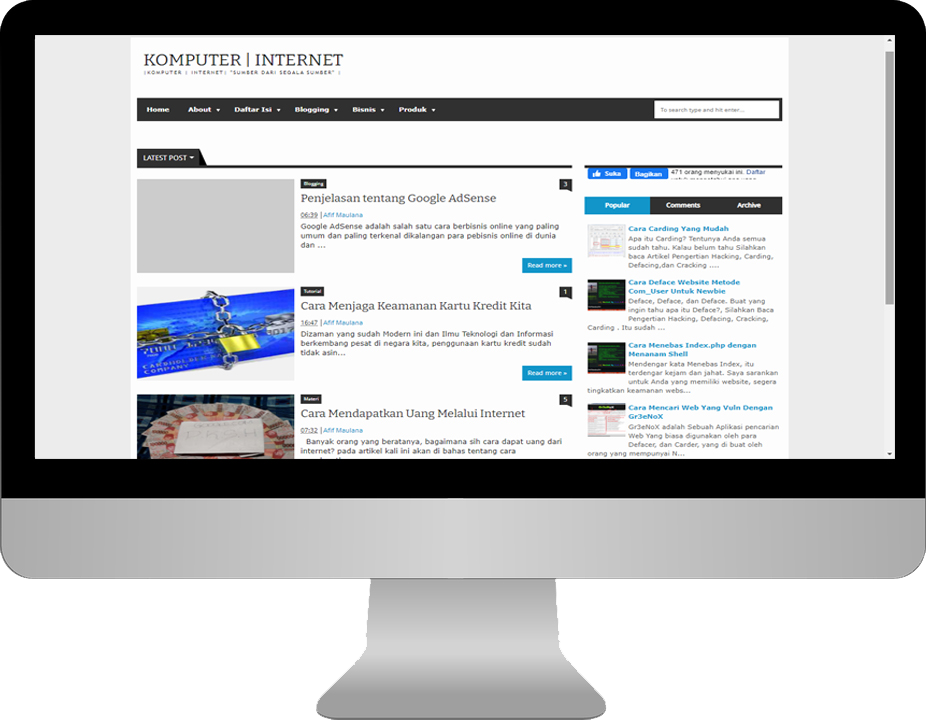 KOMPUTER | INTERNET
|KOMPUTER | INTERNET| "SUMBER DARI SEGALA SUMBER" |
Home About Daftar Isi Blogging Bisnis Produk
To search type and hit enter...
LATEST POST
Blogging
3
Penjelasan tentang Google AdSense
06:39 | Afif Maulana
Google AdSense adalah salah satu cara berbisnis online yang paling
umum dan paling terkenal dikalangan para pebisnis online di dunia
dan ...
Read more »
Tutorial
1
Cara Menjaga Keamanan Kartu Kredit Kita
16:47 | Afif Maulana
Dizaman yang sudah Modern ini dan Ilmu Teknologi dan Informasi
berkembang pesat di negara kita, penggunaan kartu kredit sudah
tidak asin...
Read more »
CARDHOLDER
COMPANY
Materi
5
Cara Mendapatkan Uang Melalui Internet
07:32 | Afif Maulana
Banyak orang yang beratanya, bagaimana sih cara dapat uang dari
internet? pada artikel kali ini akan di bahas tentang cara
Suka Bagikan 471 orang menyukai ini. Daftar
Popular Comments Archive
Cara Carding Yang Mudah
Apa itu Carding? Tentunya Anda semua
sudah tahu. Kalau belum tahu Silahkan
baca Artikel Pengertian Hacking, Carding,
Defacing,dan Cracking ....
Cara Deface Website Metode
Com_User Untuk Newbie
Deface, Deface, dan Deface. Buat yang
ingin tahu apa itu Deface?, Silahkan Baca
Pengertian Hacking, Defacing, Cracking,
Carding . Itu sudah ...
Cara Menebas Index.php dengan
Menanam Shell
Mendengar kata Menebas Index, itu
terdengar kejam dan jahat. Saya sarankan
untuk Anda yang memiliki website, segera
tingkatkan keamanan webs...
Cara Mencari Web Yang Vuln Dengan
Gr3eNoX
Gr3eNoX adalah Sebuah Aplikasi pencarian
Web Yang biasa digunakan oleh para
Defacer, dan Carder, yang di buat oleh
orang yang mempunyai N...